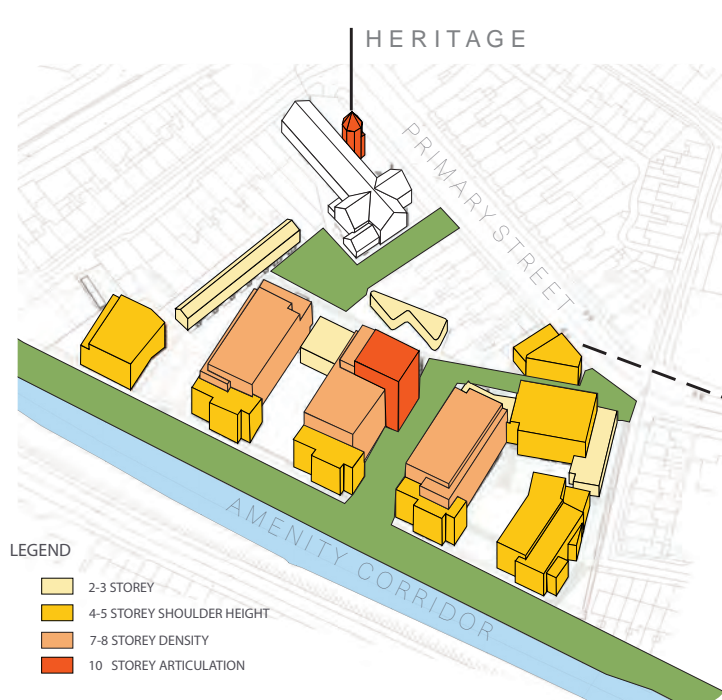 HERITAGE
PRIMARY STREET
AMENITY CORRIDOR
LEGEND
2-3 STOREY
4-5 STOREY SHOULDER HEIGHT
7-8 STOREY DENSITY
10 STOREY ARTICULATION